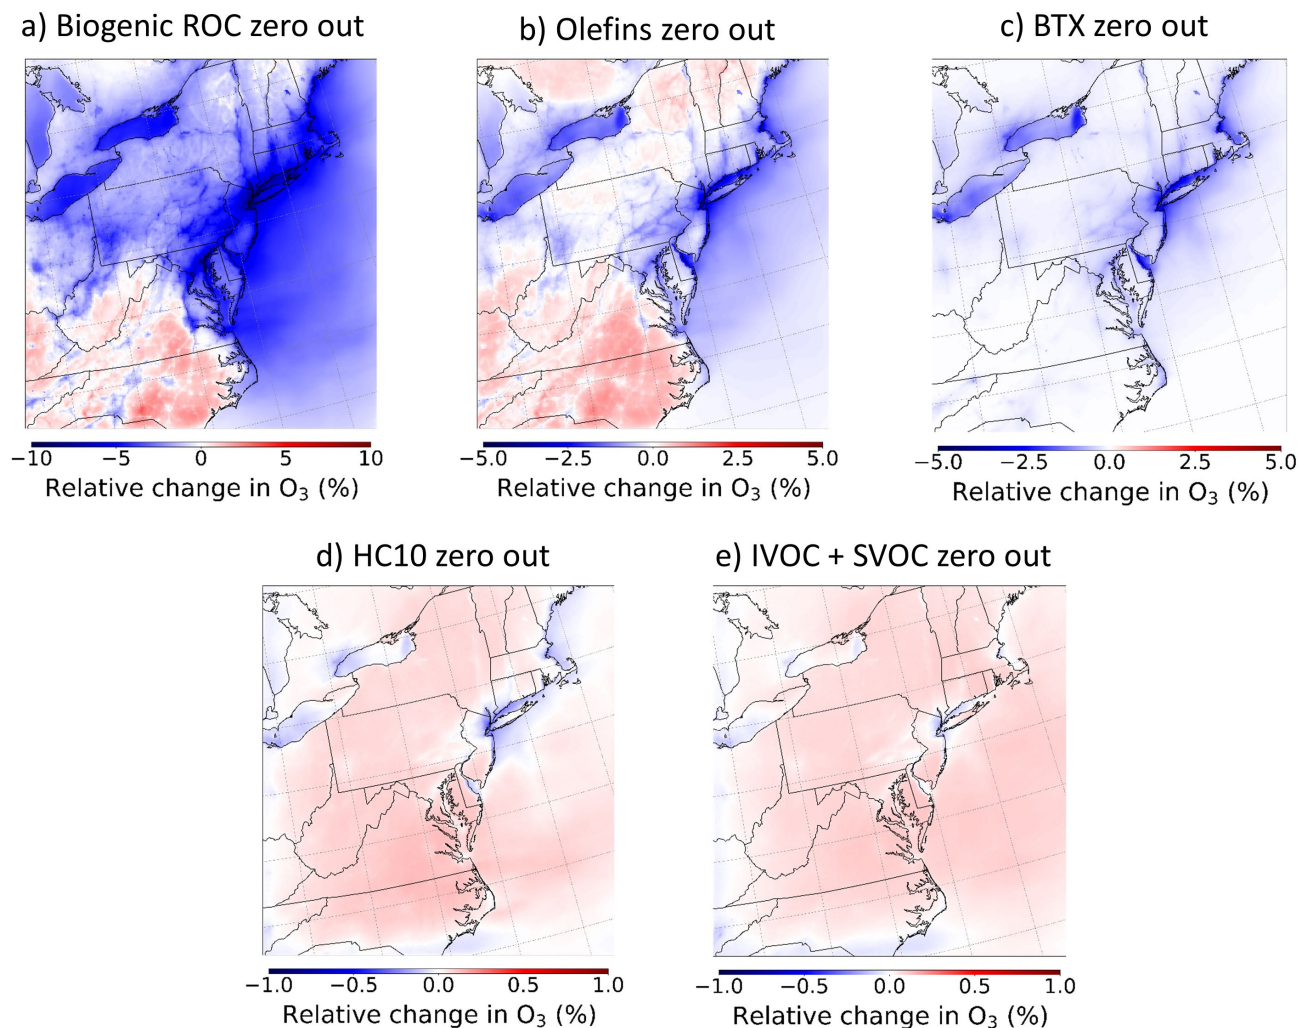 a) Biogenic ROC zero out
b) Olefins zero out
c) BTX zero out
−10 −5 0 5 10
Relative change in O₃ (%)
−5.0 −2.5 0.0 2.5 5.0
Relative change in O₃ (%)
−5.0 −2.5 0.0 2.5 5.0
Relative change in O₃ (%)
d) HC10 zero out
e) IVOC + SVOC zero out
−1.0 −0.5 0.0 0.5 1.0
Relative change in O₃ (%)
−1.0 −0.5 0.0 0.5 1.0
Relative change in O₃ (%)